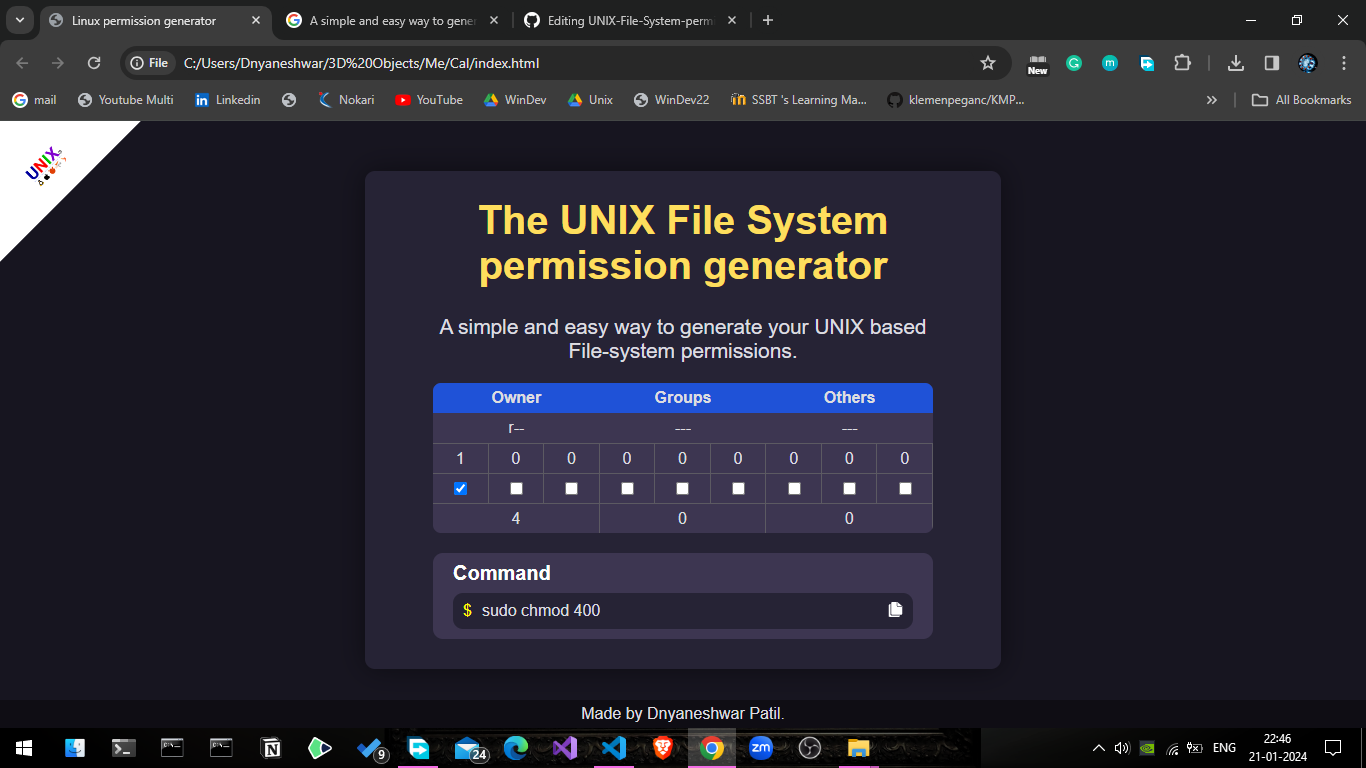 Linux permission generator
A simple and easy way to gene
Editing UNIX-File-System-perm
File
C:/Users/Dnyaneshwar/3D%20Objects/Me/Cal/index.html
New
mail
Youtube Multi
Linkedin
Nokari
YouTube
WinDev
Unix
WinDev22
SSBT 's Learning Ma...
klemenpeganc/KMP...
All Bookmarks
UNIX
The UNIX File System
permission generator
A simple and easy way to generate your UNIX based
File-system permissions.
Owner Groups Others
r-- --- ---
1 0 0 0 0 0 0 0 0
4 0 0
Command
$ sudo chmod 400
Made by Dnyaneshwar Patil.
9
24
zm
ENG
22:46
21-01-2024